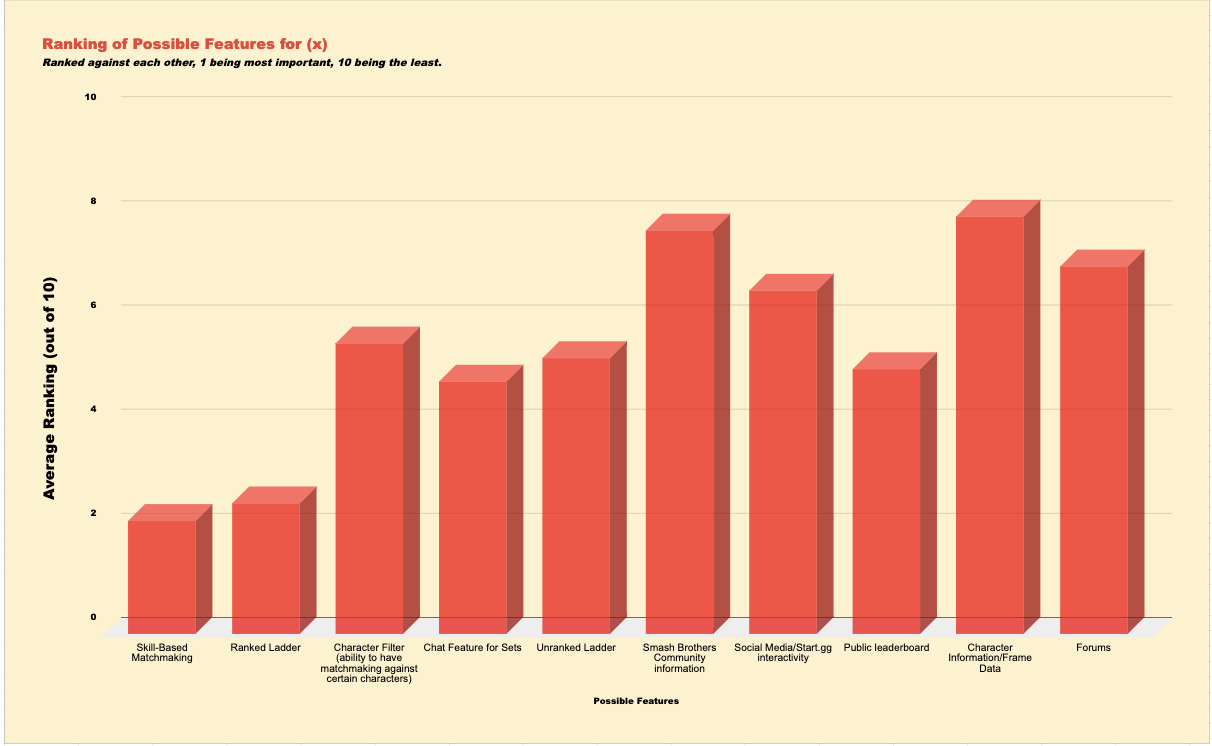 Ranking of Possible Features for (x)
Ranked against each other, 1 being most important, 10 being the least.
Average Ranking (out of 10)
10
8
6
4
2
0
Skill-Based
Matchmaking
Ranked Ladder
Character Filter
(ability to have
matchmaking against
certain characters)
Chat Feature for Sets
Unranked Ladder
Smash Brothers
Community
information
Social Media/Start.gg
interactivity
Public leaderboard
Character
Information/Frame
Data
Forums
Possible Features